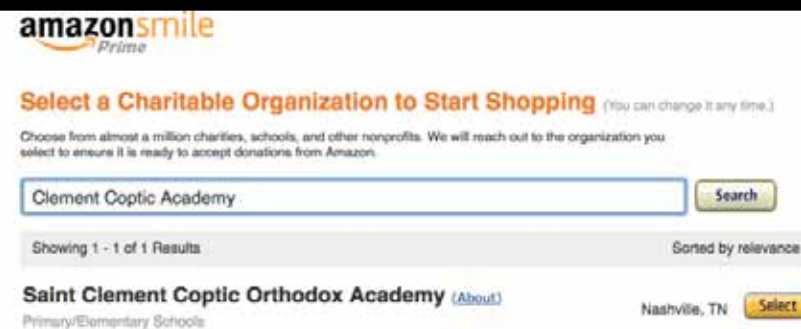 amazonsmile
Prime
Select a Charitable Organization to Start Shopping (You can change it any time.)
Choose from almost a million charities, schools, and other nonprofits. We will reach out to the organization you
select to ensure it is ready to accept donations from Amazon.
Clement Coptic Academy Search
Showing 1 - 1 of 1 Results Sorted by relevance
Saint Clement Coptic Orthodox Academy (About)
Nashville, TN Select
Primary/Elementary Schools